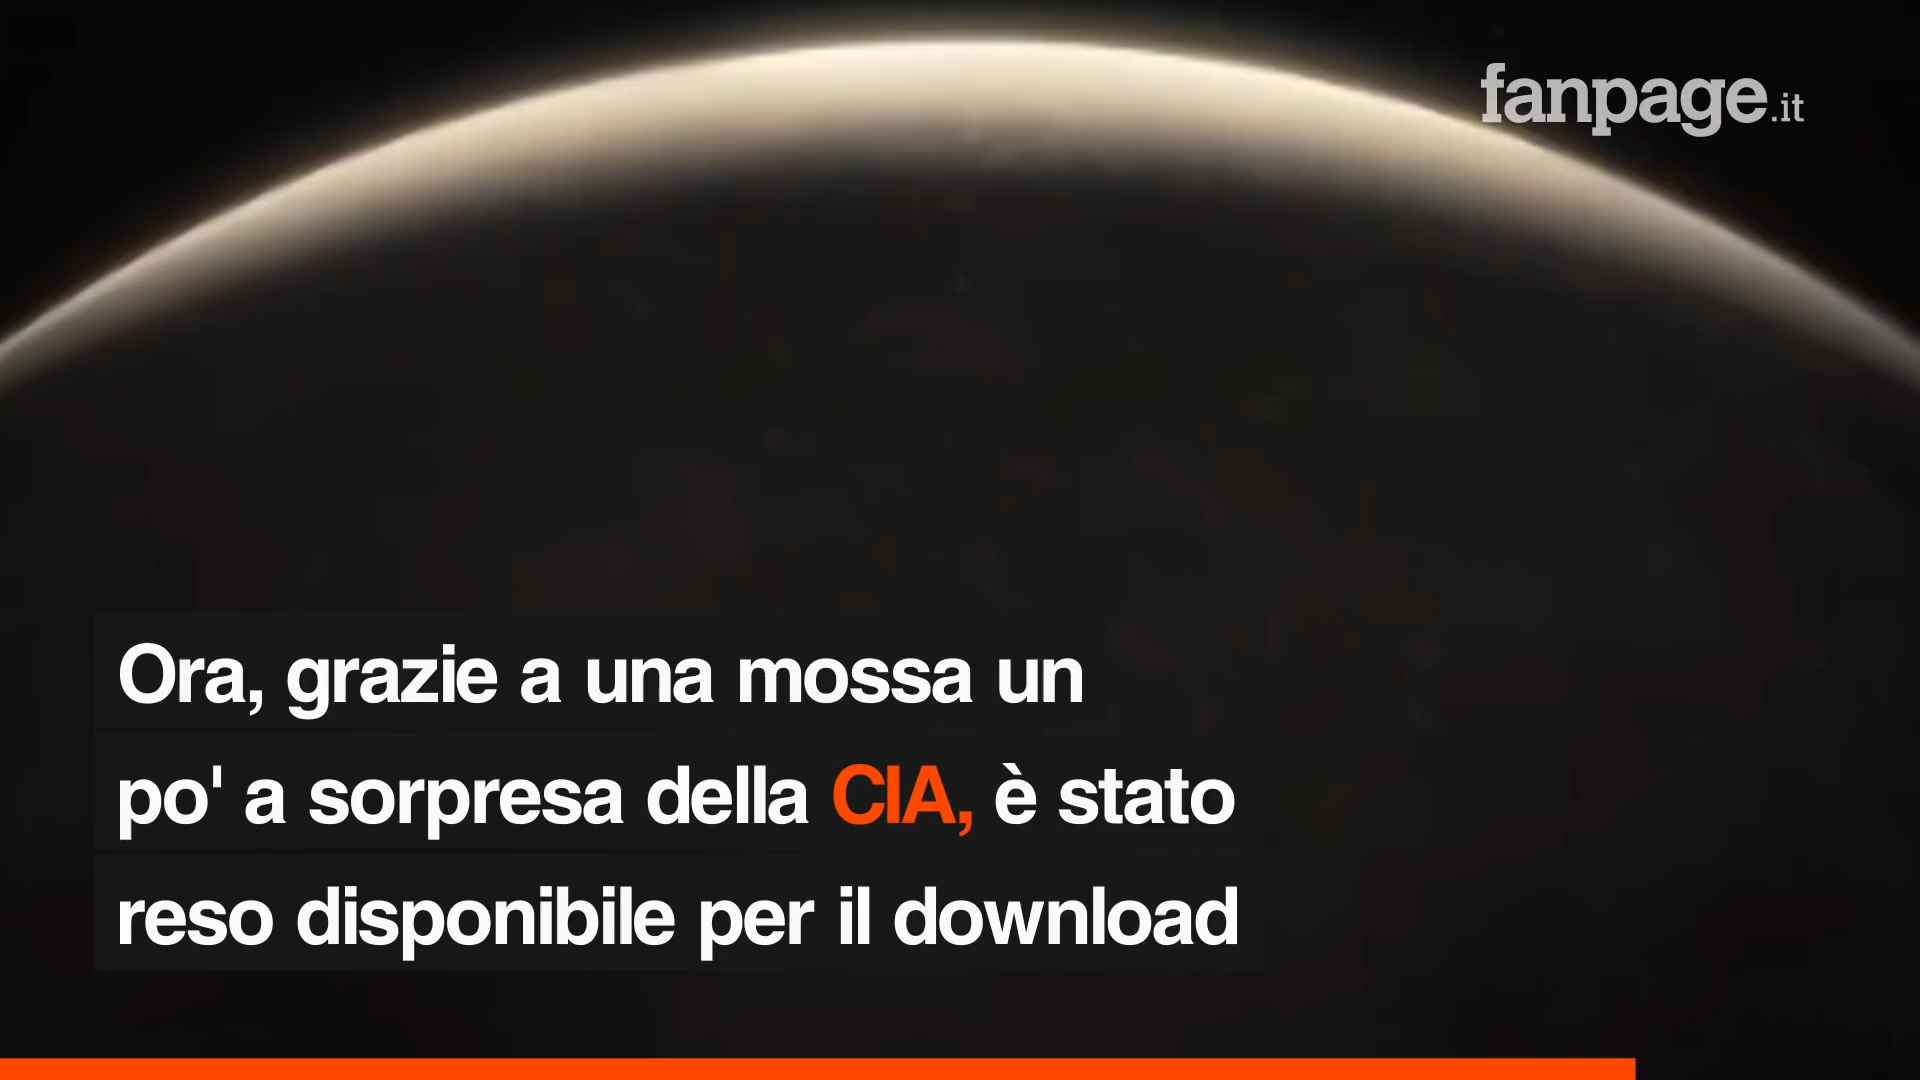 fanpage.it
Ora, grazie a una mossa un
po' a sorpresa della CIA, è stato
reso disponibile per il download